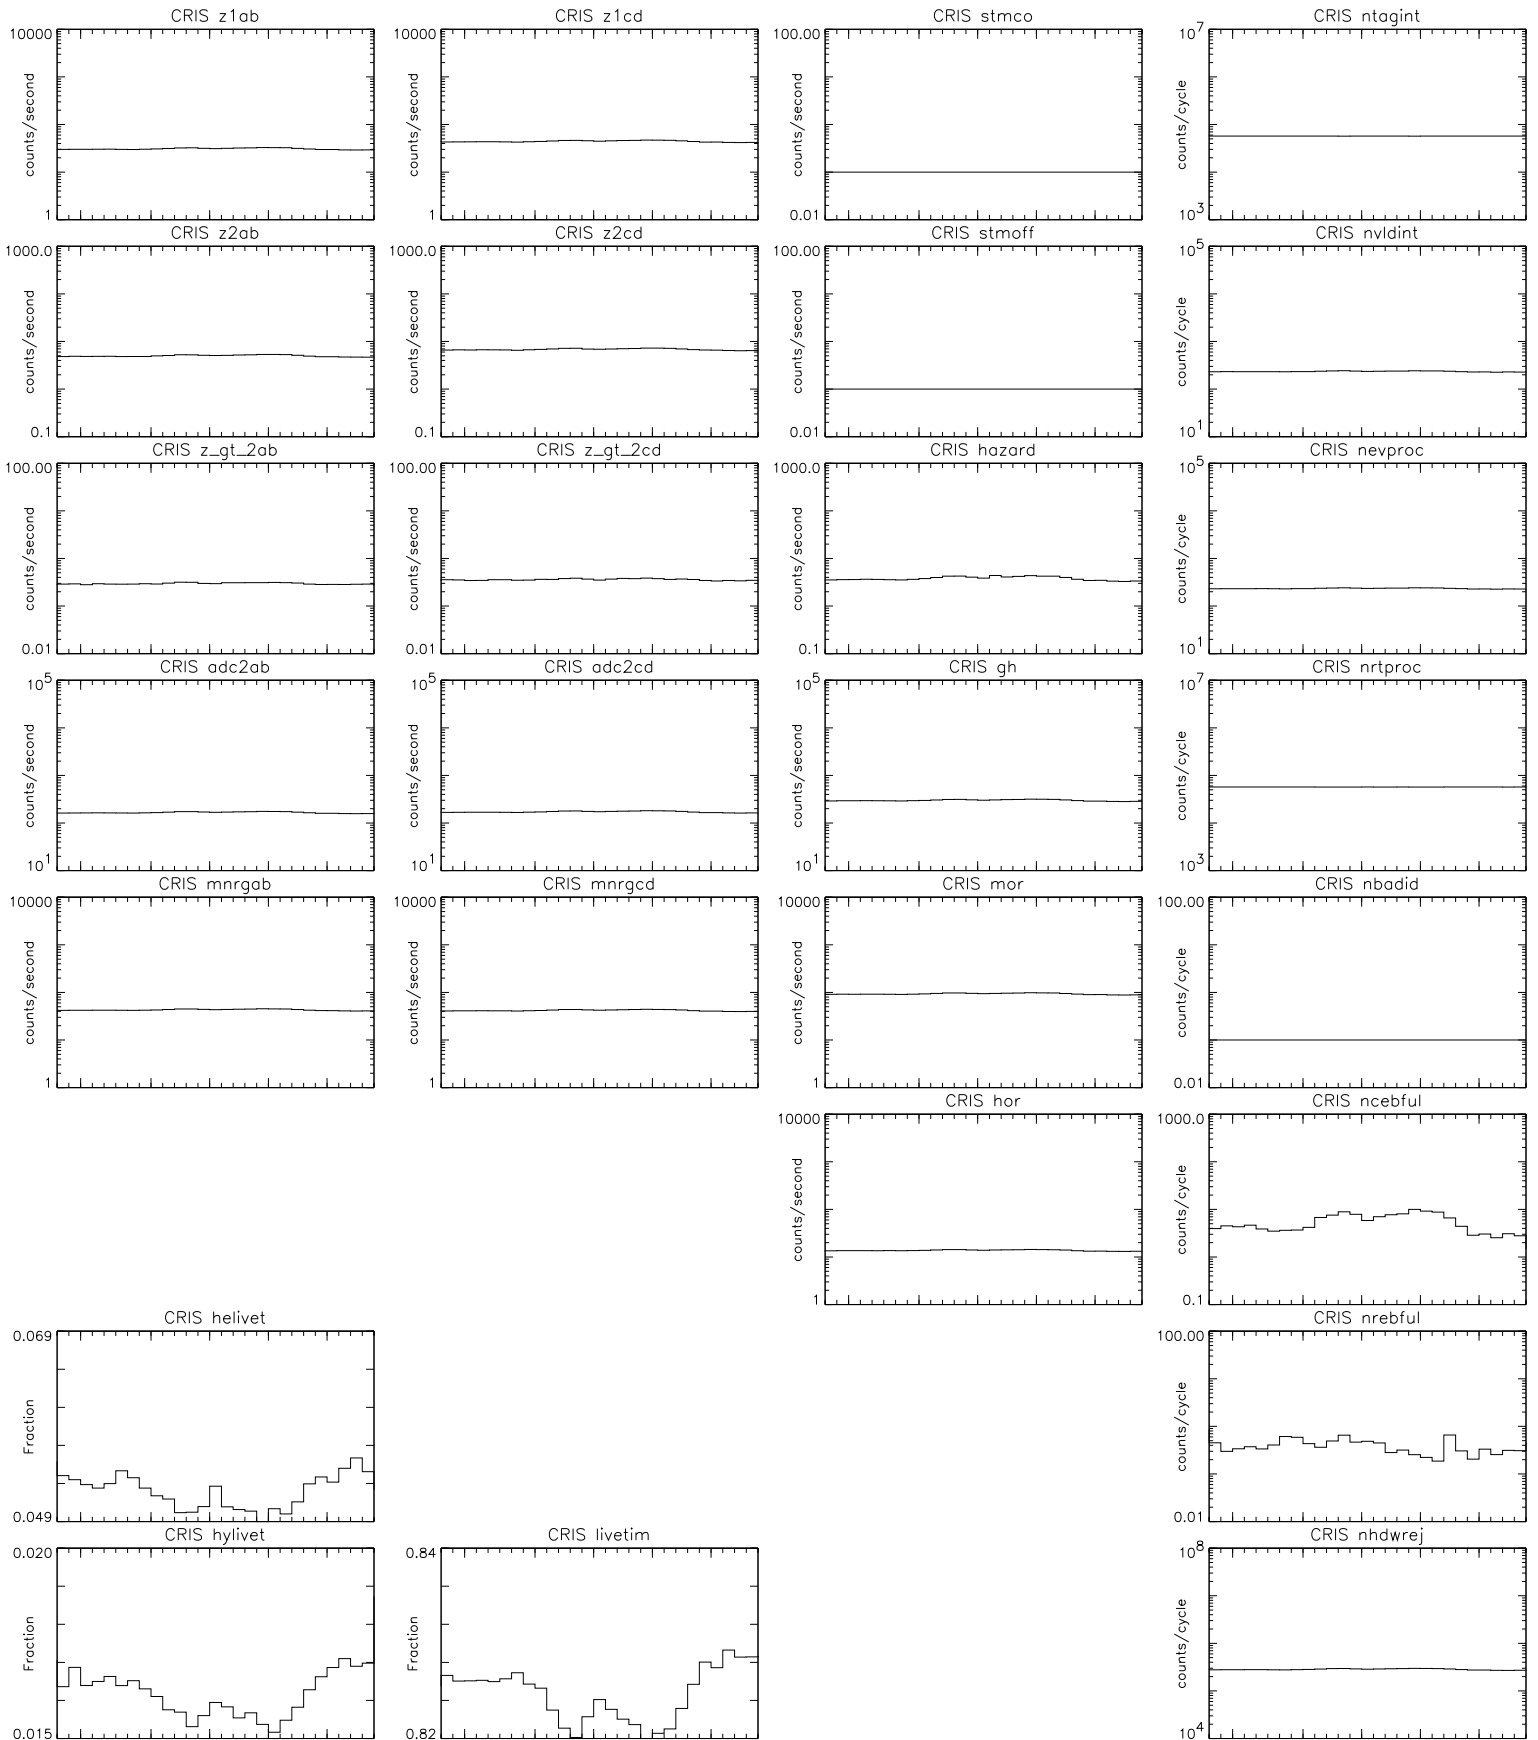 CRIS z1ab
10000
counts/second
1
CRIS z1cd
10000
counts/second
1
CRIS stmco
100.00
counts/second
0.01
CRIS ntagint
10^7
counts/cycle
10^3
CRIS z2ab
1000.0
counts/second
0.1
CRIS z2cd
1000.0
counts/second
0.1
CRIS stmoff
100.00
counts/second
0.01
CRIS nvldint
10^5
counts/cycle
10^1
CRIS z_gt_2ab
100.00
counts/second
0.01
CRIS z_gt_2cd
100.00
counts/second
0.01
CRIS hazard
1000.0
counts/second
0.1
CRIS nevproc
10^5
counts/cycle
10^1
CRIS adc2ab
10^5
counts/second
10^1
CRIS adc2cd
10^5
counts/second
10^1
CRIS gh
10^5
counts/second
10^1
CRIS nrtproc
10^7
counts/cycle
10^3
CRIS mnrgab
10000
counts/second
1
CRIS mnrgcd
10000
counts/second
1
CRIS mor
10000
counts/second
1
CRIS nbadid
100.00
counts/cycle
0.01
CRIS hor
10000
counts/second
1
CRIS ncebful
1000.0
counts/cycle
0.1
CRIS helivet
0.069
Fraction
0.049
CRIS nrebful
100.00
counts/cycle
0.01
CRIS hylivet
0.020
Fraction
0.015
CRIS livetim
0.84
Fraction
0.82
CRIS nhdwrej
10^8
counts/cycle
10^4